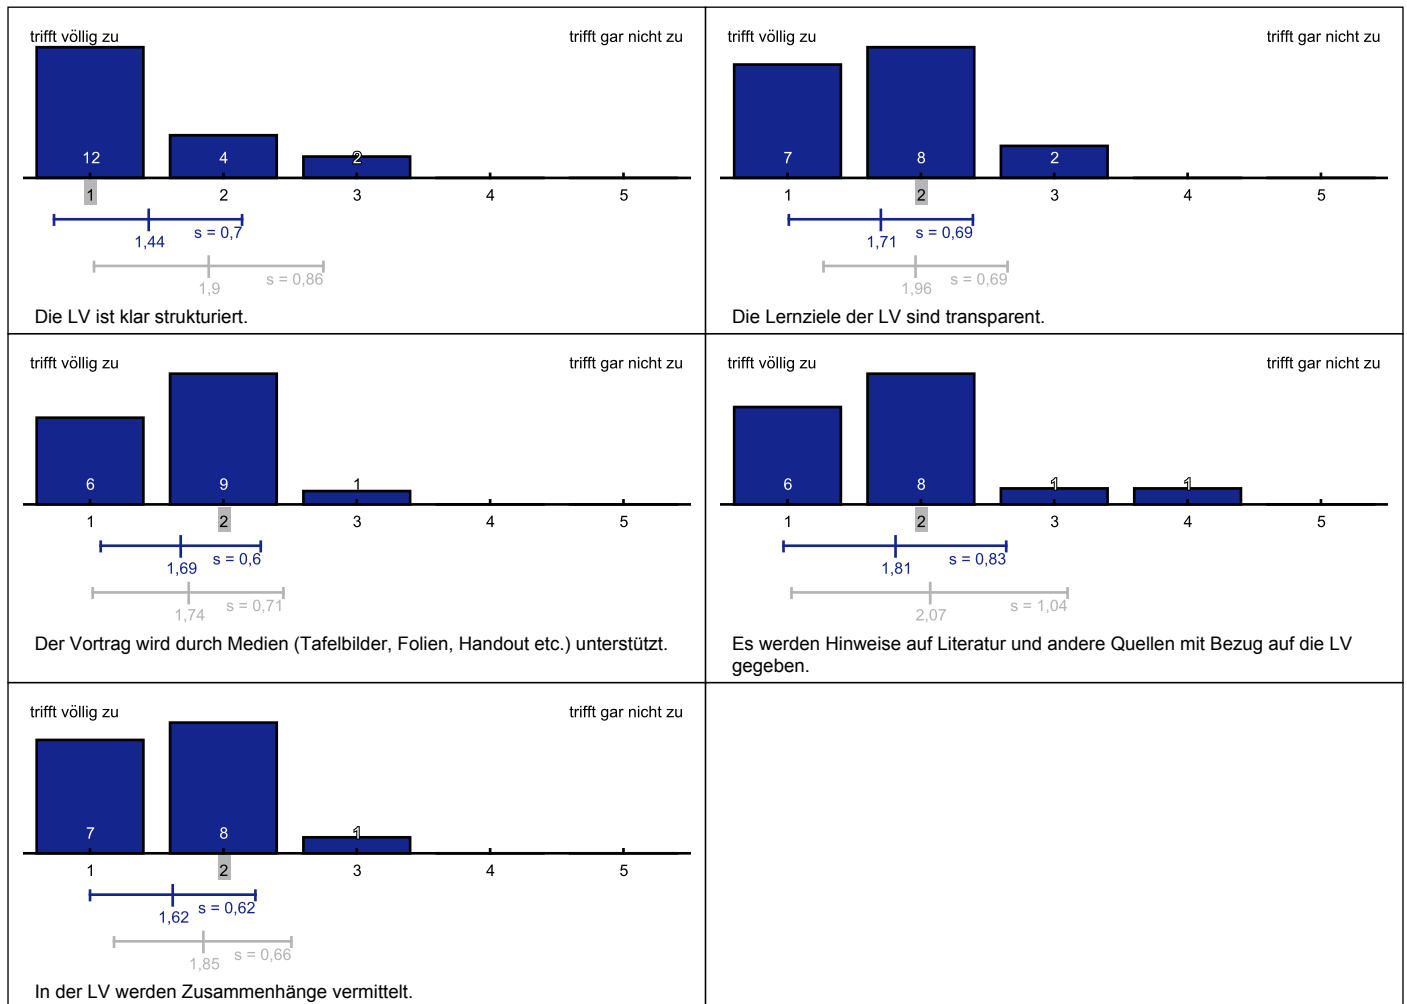 trifft völlig zu
trifft gar nicht zu
12 4 2
1 2 3 4 5
1,44 s = 0,7
1,9 s = 0,86
Die LV ist klar strukturiert.
trifft völlig zu
trifft gar nicht zu
7 8 2
1 2 3 4 5
1,71 s = 0,69
1,96 s = 0,69
Die Lernziele der LV sind transparent.
trifft völlig zu
trifft gar nicht zu
6 9 1
1 2 3 4 5
1,69 s = 0,6
1,74 s = 0,71
Der Vortrag wird durch Medien (Tafelbilder, Folien, Handout etc.) unterstützt.
trifft völlig zu
trifft gar nicht zu
6 8 1 1
1 2 3 4 5
1,81 s = 0,83
2,07 s = 1,04
Es werden Hinweise auf Literatur und andere Quellen mit Bezug auf die LV
gegeben.
trifft völlig zu
trifft gar nicht zu
7 8 1
1 2 3 4 5
1,62 s = 0,62
1,85 s = 0,66
In der LV werden Zusammenhänge vermittelt.